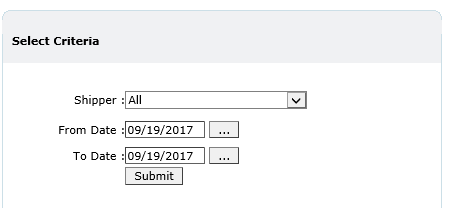 Select Criteria
Shipper : All
From Date : 09/19/2017 ...
To Date : 09/19/2017 ...
Submit